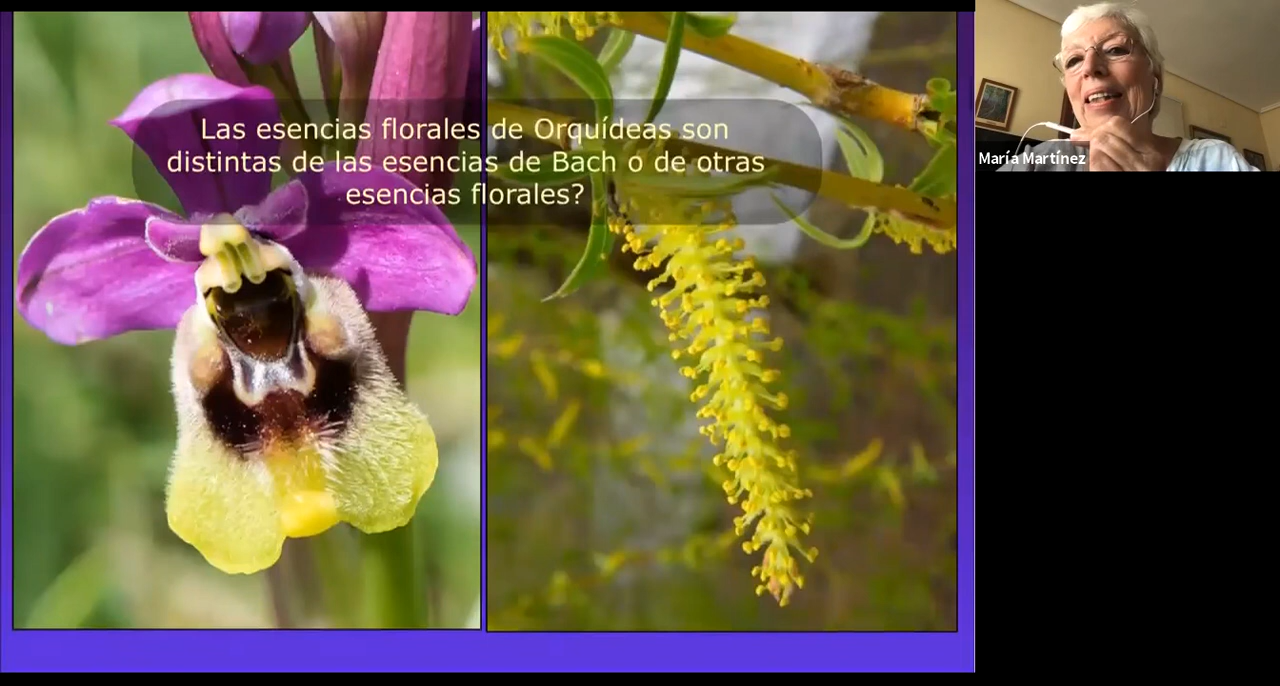 Las esencias florales de Orquídeas son
distintas de las esencias de Bach o de otras
esencias florales?
María Martínez